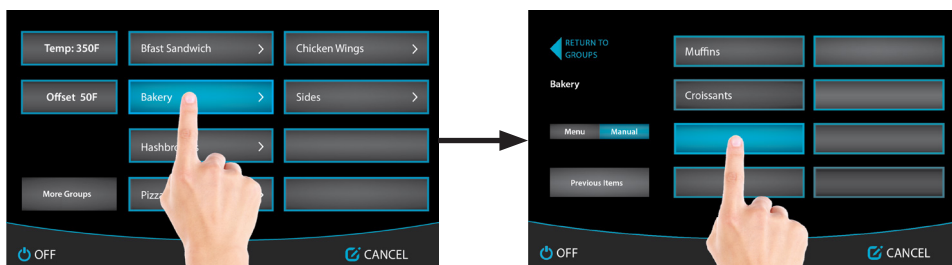 Temp: 350F
Bfast Sandwich
Chicken Wings
Offset 50F
Bakery
Sides
More Groups
OFF
CANCEL
RETURN TO
GROUPS
Muffins
Bakery
Croissants
Menu
Manual
Previous Items
OFF
CANCEL